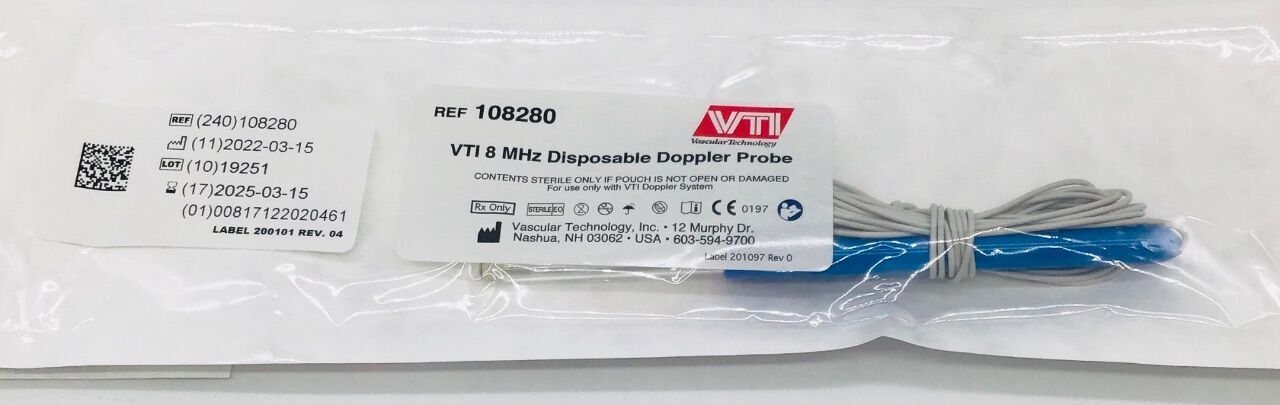 REF (240)108280
(11)2022-03-15
LOT (10)19251
(17)2025-03-15
(01)00817122020461
LABEL 200101 REV. 04
REF 108280
VTI
Vascular Technology
VTI 8 MHz Disposable Doppler Probe
CONTENTS STERILE ONLY IF POUCH IS NOT OPEN OR DAMAGED
For use only with VTI Doppler System
Rx Only STERILE EO CE 0197
Vascular Technology, Inc. • 12 Murphy Dr.
Nashua, NH 03062 • USA • 603-594-9700
Label 201097 Rev 0